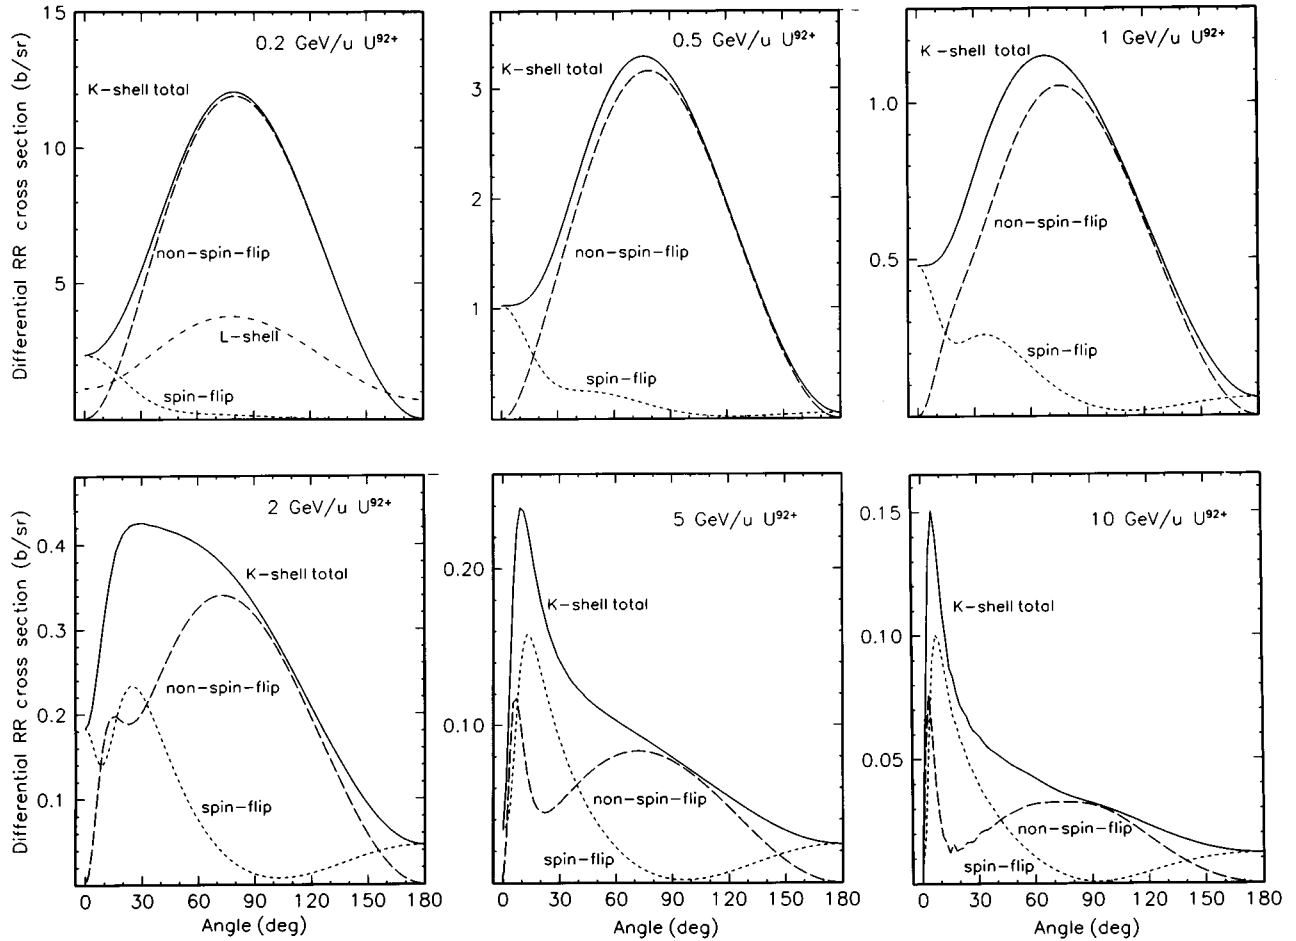 Differential RR cross section (b/sr)
15
10
5
0.2 GeV/u U⁹²⁺
K-shell total
non-spin-flip
L-shell
spin-flip
3
2
1
0.5 GeV/u U⁹²⁺
K-shell total
non-spin-flip
spin-flip
1.0
0.5
1 GeV/u U⁹²⁺
K-shell total
non-spin-flip
spin-flip
Differential RR cross section (b/sr)
0.4
0.3
0.2
0.1
2 GeV/u U⁹²⁺
K-shell total
non-spin-flip
spin-flip
0 30 60 90 120 150 180
Angle (deg)
0.20
0.10
5 GeV/u U⁹²⁺
K-shell total
non-spin-flip
spin-flip
0 30 60 90 120 150 180
Angle (deg)
0.15
0.10
0.05
10 GeV/u U⁹²⁺
K-shell total
non-spin-flip
spin-flip
0 30 60 90 120 150 180
Angle (deg)